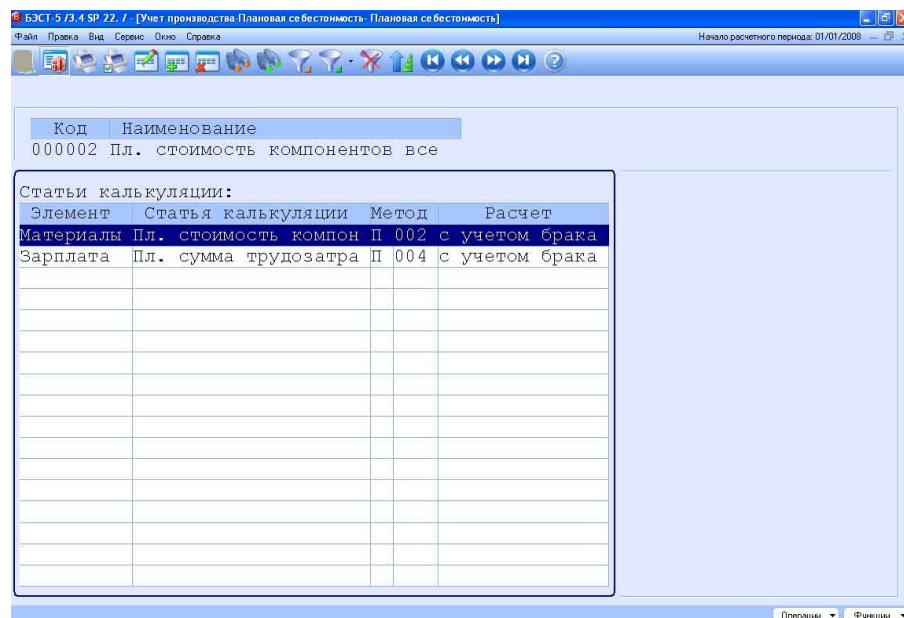 БЭСТ-5 /3.4 SP 22. / - [Учет производства-Плановая себестоимость- Плановая себестоимость]
Файл Правка Вид Сервис Окно Справка Начало расчетного периода: 01/01/2008
Код Наименование
000002 Пл. стоимость компонентов все
Статьи калькуляции:
Элемент Статья калькуляции Метод Расчет
Материалы Пл. стоимость компон П 002 с учетом брака
Зарплата Пл. сумма трудозатра П 004 с учетом брака
Операции Функции